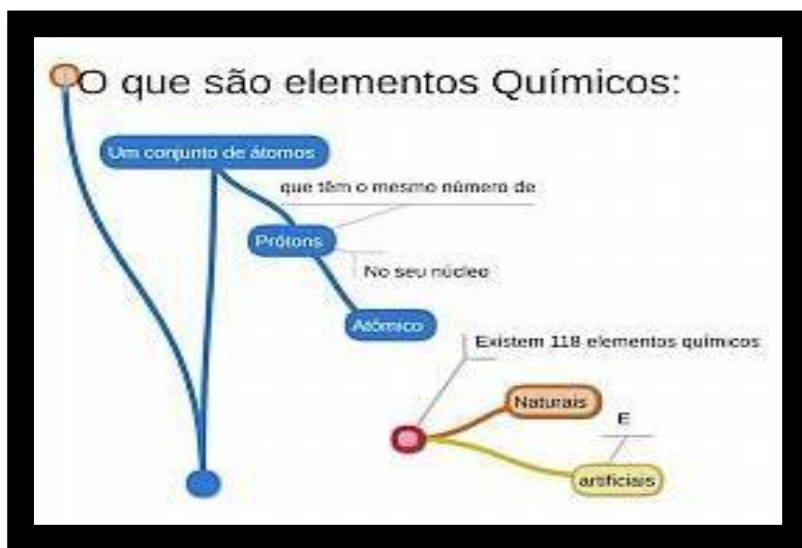 O que são elementos Químicos:
Um conjunto de átomos
que têm o mesmo número de
Prótons
No seu núcleo
Atômico
Existem 118 elementos químicos
Naturais
E
artificiais